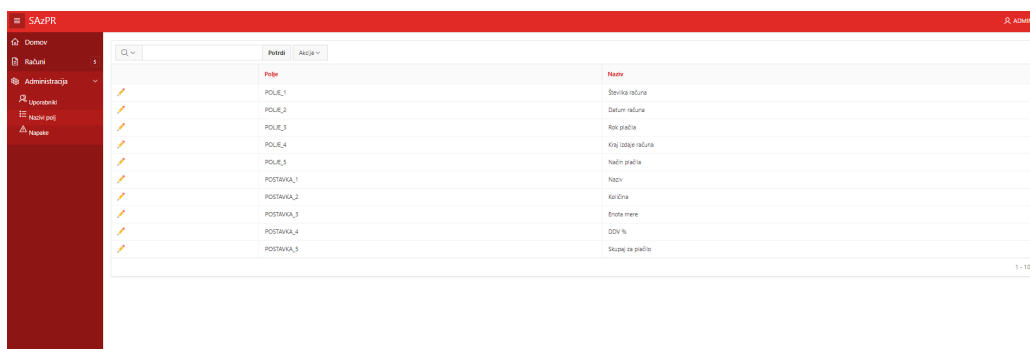 SAzPR
ADMIN
Domov
Računi 5
Administracija
Uporabniki
Nazivi polj
Napake
Potrdi Akcije
Polje Naziv
POLJE_1 Številka računa
POLJE_2 Datum računa
POLJE_3 Rok plačila
POLJE_4 Kraj izdaje računa
POLJE_5 Način plačila
POSTAVKA_1 Naziv
POSTAVKA_2 Količina
POSTAVKA_3 Enota mere
POSTAVKA_4 DDV %
POSTAVKA_5 Skupaj za plačilo
1 - 10